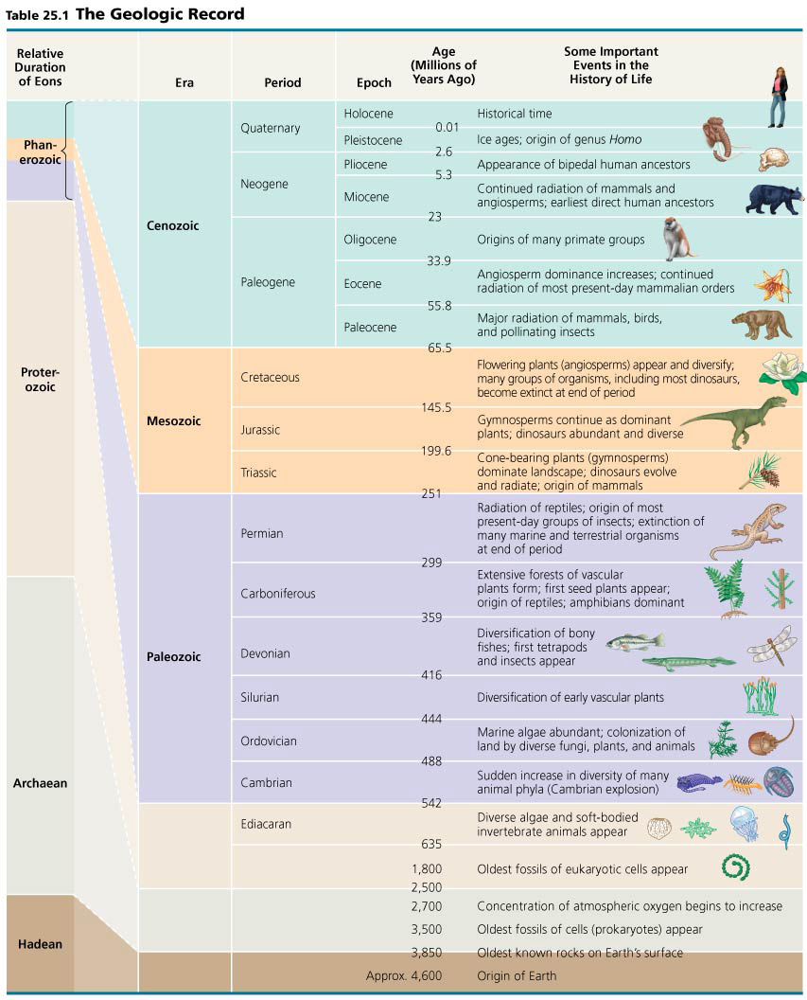 Table 25.1 The Geologic Record
Relative
Duration
of Eons
Era
Period
Epoch
Age
(Millions of
Years Ago)
Some Important
Events in the
History of Life
Phan-
erozoic
Cenozoic
Quaternary
Holocene
Historical time
0.01
Pleistocene
Ice ages; origin of genus Homo
2.6
Neogene
Pliocene
Appearance of bipedal human ancestors
5.3
Miocene
Continued radiation of mammals and
angiosperms; earliest direct human ancestors
23
Paleogene
Oligocene
Origins of many primate groups
33.9
Eocene
Angiosperm dominance increases; continued
radiation of most present-day mammalian orders
55.8
Paleocene
Major radiation of mammals, birds,
and pollinating insects
65.5
Proter-
ozoic
Mesozoic
Cretaceous
Flowering plants (angiosperms) appear and diversify;
many groups of organisms, including most dinosaurs,
become extinct at end of period
145.5
Jurassic
Gymnosperms continue as dominant
plants; dinosaurs abundant and diverse
199.6
Triassic
Cone-bearing plants (gymnosperms)
dominate landscape; dinosaurs evolve
and radiate; origin of mammals
251
Paleozoic
Permian
Radiation of reptiles; origin of most
present-day groups of insects; extinction of
many marine and terrestrial organisms
at end of period
299
Carboniferous
Extensive forests of vascular
plants form; first seed plants appear;
origin of reptiles; amphibians dominant
359
Devonian
Diversification of bony
fishes; first tetrapods
and insects appear
416
Silurian
Diversification of early vascular plants
444
Ordovician
Marine algae abundant; colonization of
land by diverse fungi, plants, and animals
488
Archaean
Cambrian
Sudden increase in diversity of many
animal phyla (Cambrian explosion)
542
Ediacaran
Diverse algae and soft-bodied
invertebrate animals appear
635
1,800
Oldest fossils of eukaryotic cells appear
2,500
2,700
Concentration of atmospheric oxygen begins to increase
3,500
Oldest fossils of cells (prokaryotes) appear
Hadean
3,850
Oldest known rocks on Earth's surface
Approx. 4,600
Origin of Earth